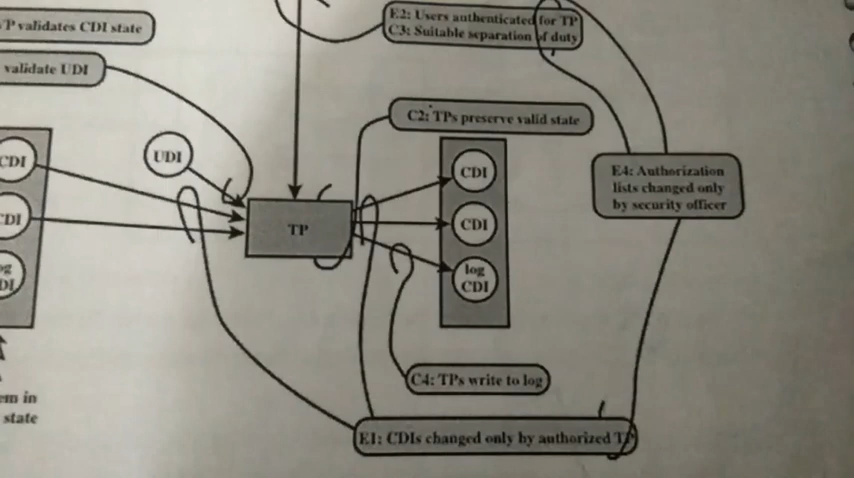 E2: Users authenticated for TP
C3: Suitable separation of duty
P validates CDI state
validate UDI
C2: TPs preserve valid state
UDI
CDI
CDI
CDI
CDI
E4: Authorization
lists changed only
by security officer
TP
log
CDI
C4: TPs write to log
em in
state
E1: CDIs changed only by authorized TP